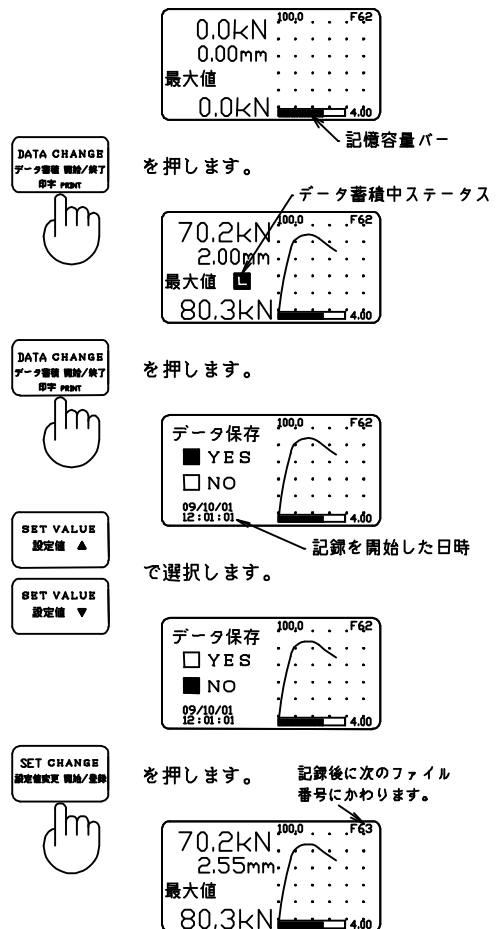 0.0kN
0.00mm
最大値
0.0kN
100.0
F62
4.00
記憶容量バー
DATA CHANGE
データ蓄積 開始/終了
印字 PRINT
を押します。
データ蓄積中ステータス
70.2kN
2.00mm
最大値 L
80.3kN
100.0
F62
4.00
DATA CHANGE
データ蓄積 開始/終了
印字 PRINT
を押します。
データ保存
YES
NO
09/10/01
12:01:01
100.0
F62
4.00
記録を開始した日時
SET VALUE
設定値 ▲
SET VALUE
設定値 ▼
で選択します。
データ保存
YES
NO
09/10/01
12:01:01
100.0
F62
4.00
SET CHANGE
設定値変更 開始/登録
を押します。
記録後に次のファイル
番号にかわります。
70.2kN
2.55mm
最大値
80.3kN
100.0
F63
4.00